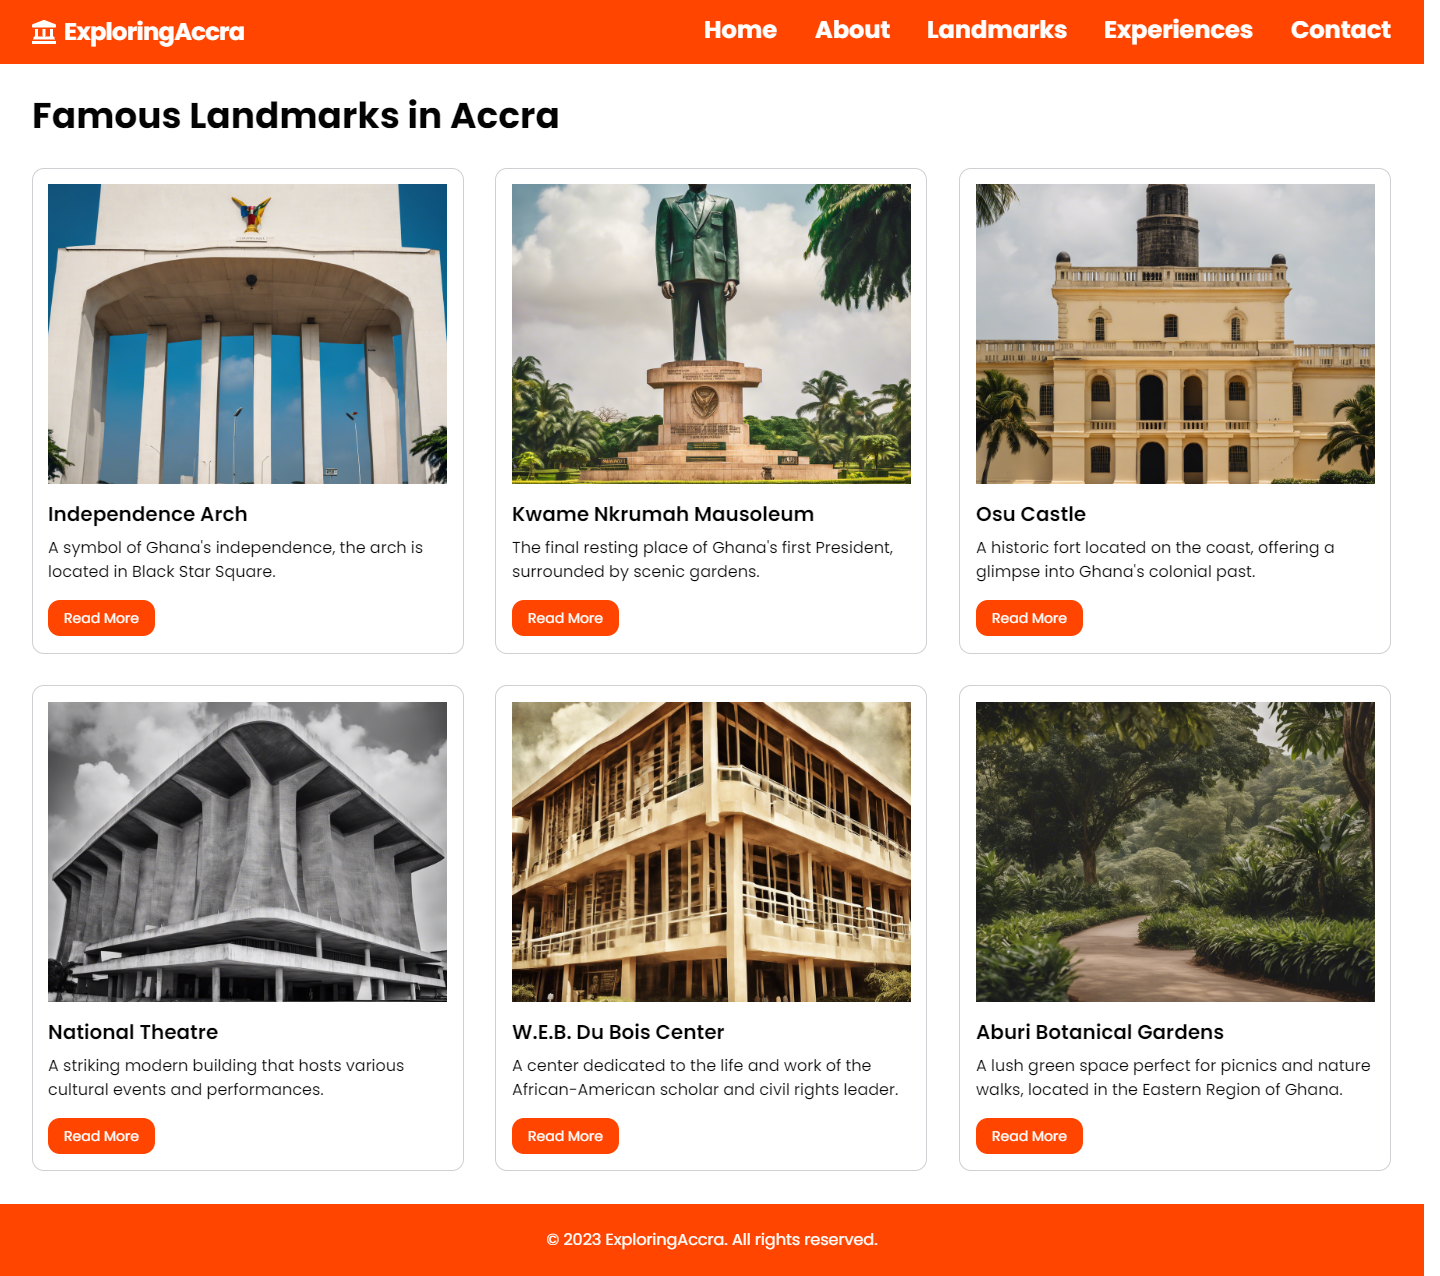 ExploringAccra
Home About Landmarks Experiences Contact
Famous Landmarks in Accra
Independence Arch
A symbol of Ghana's independence, the arch is
located in Black Star Square.
Read More
Kwame Nkrumah Mausoleum
The final resting place of Ghana's first President,
surrounded by scenic gardens.
Read More
Osu Castle
A historic fort located on the coast, offering a
glimpse into Ghana's colonial past.
Read More
National Theatre
A striking modern building that hosts various
cultural events and performances.
Read More
W.E.B. Du Bois Center
A center dedicated to the life and work of the
African-American scholar and civil rights leader.
Read More
Aburi Botanical Gardens
A lush green space perfect for picnics and nature
walks, located in the Eastern Region of Ghana.
Read More
© 2023 ExploringAccra. All rights reserved.